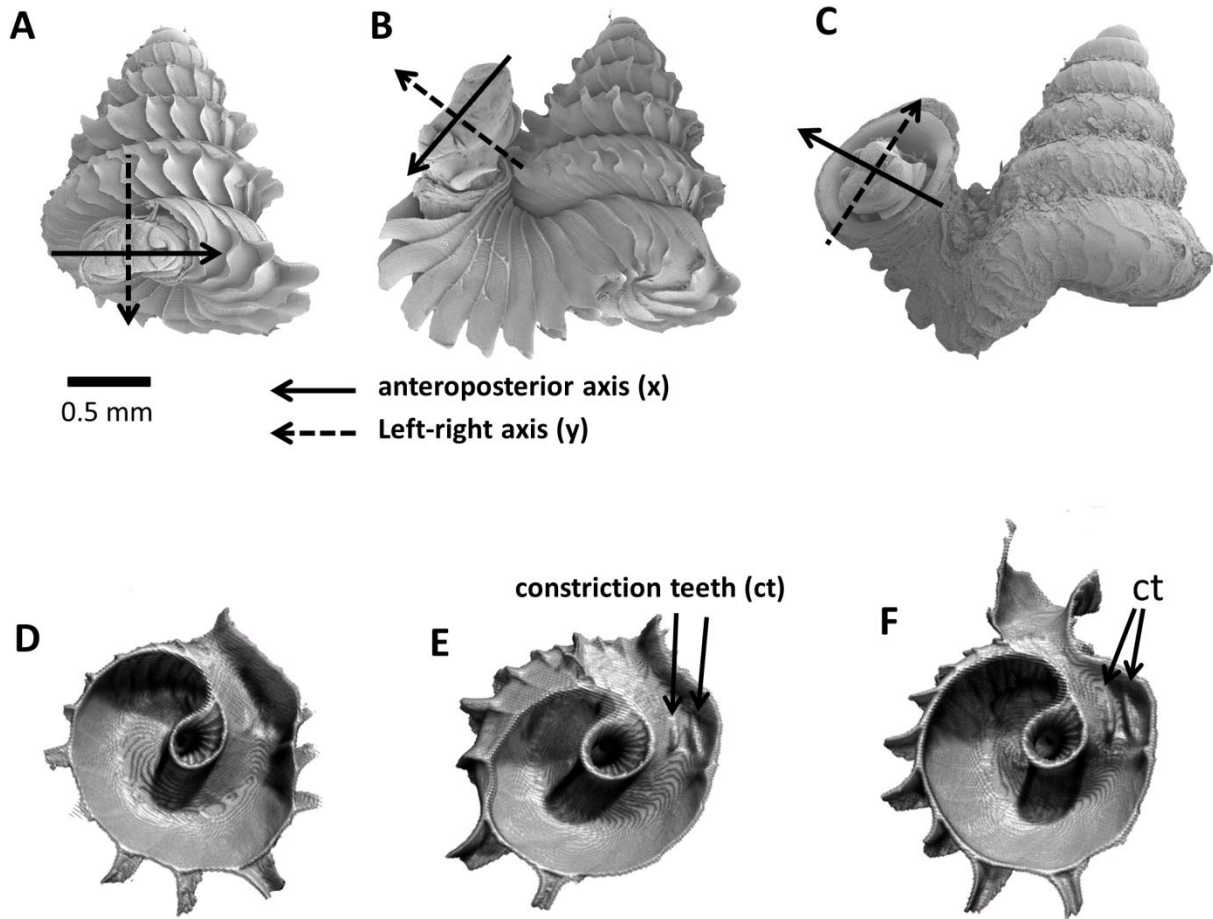 A
B
C
0.5 mm
anteroposterior axis (x)
Left-right axis (y)
constriction teeth (ct)
ct
D
E
F